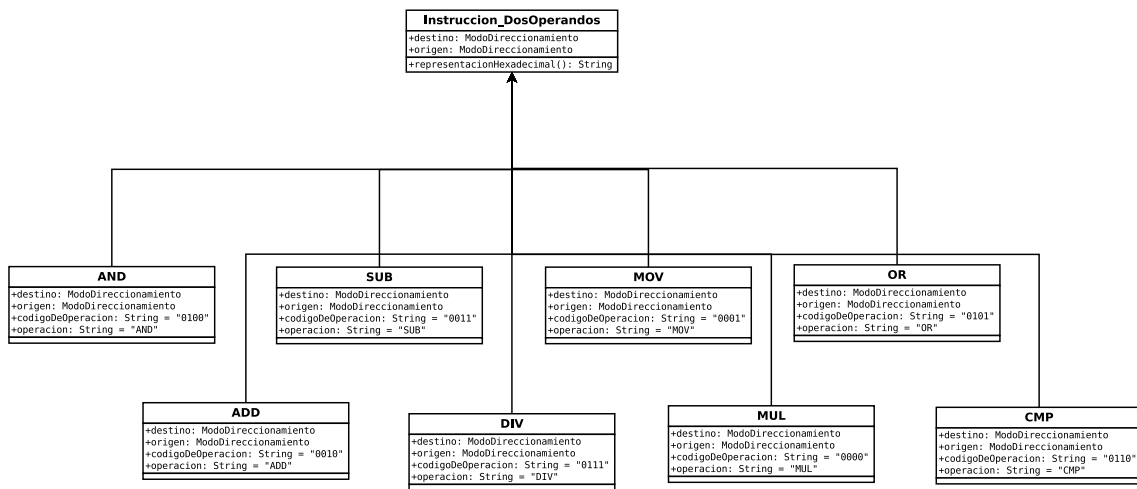 Instruccion_DosOperandos
+destino: ModoDireccionamiento
+origen: ModoDireccionamiento
+representacionHexadecimal(): String
AND
+destino: ModoDireccionamiento
+origen: ModoDireccionamiento
+codigoDeOperacion: String = "0100"
+operacion: String = "AND"
SUB
+destino: ModoDireccionamiento
+origen: ModoDireccionamiento
+codigoDeOperacion: String = "0011"
+operacion: String = "SUB"
MOV
+destino: ModoDireccionamiento
+origen: ModoDireccionamiento
+codigoDeOperacion: String = "0001"
+operacion: String = "MOV"
OR
+destino: ModoDireccionamiento
+origen: ModoDireccionamiento
+codigoDeOperacion: String = "0101"
+operacion: String = "OR"
ADD
+destino: ModoDireccionamiento
+origen: ModoDireccionamiento
+codigoDeOperacion: String = "0010"
+operacion: String = "ADD"
DIV
+destino: ModoDireccionamiento
+origen: ModoDireccionamiento
+codigoDeOperacion: String = "0111"
+operacion: String = "DIV"
MUL
+destino: ModoDireccionamiento
+origen: ModoDireccionamiento
+codigoDeOperacion: String = "0000"
+operacion: String = "MUL"
CMP
+destino: ModoDireccionamiento
+origen: ModoDireccionamiento
+codigoDeOperacion: String = "0110"
+operacion: String = "CMP"